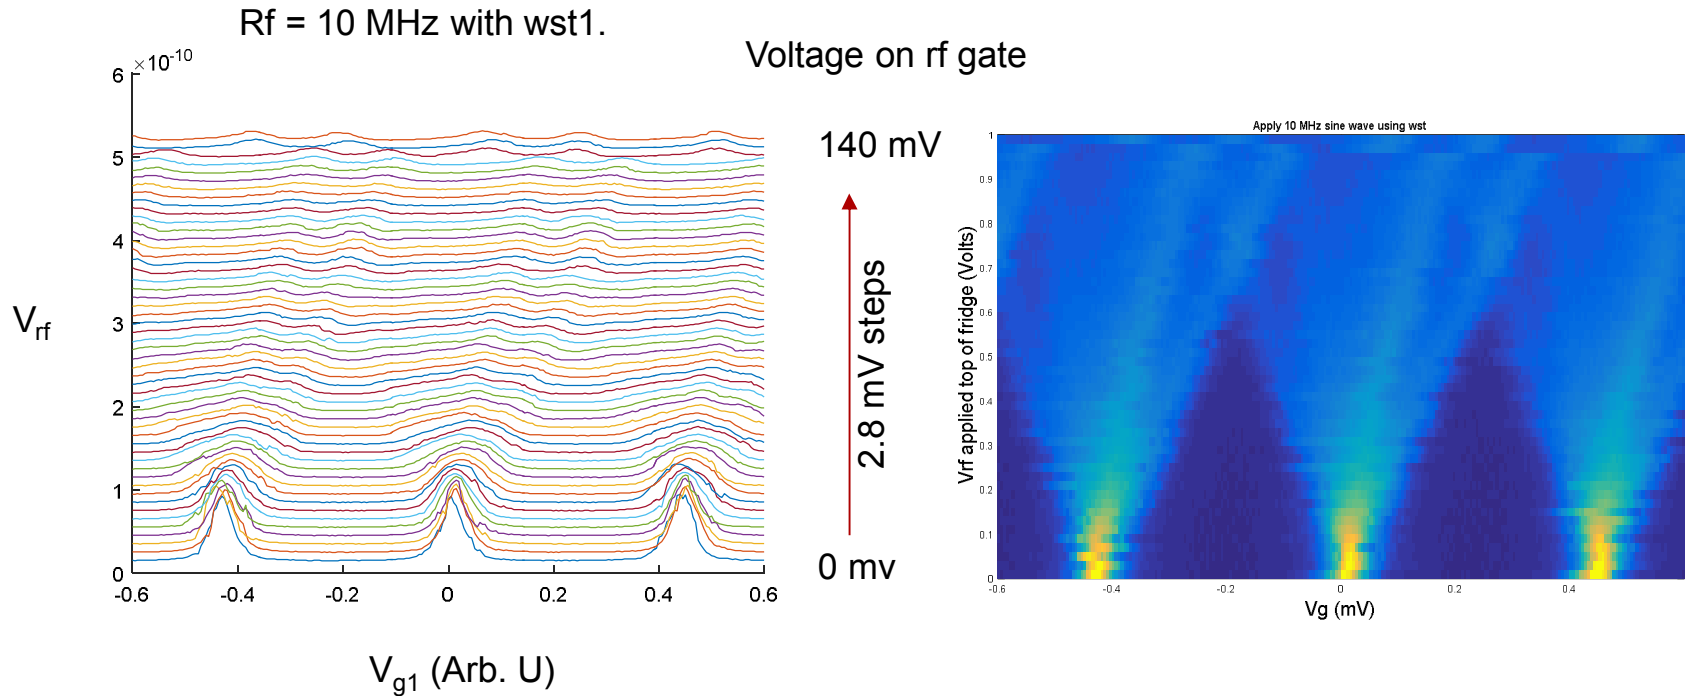 Rf = 10 MHz with wst1.
Voltage on rf gate
×10⁻¹⁰
6
5
4
3
2
1
0
-0.6 -0.4 -0.2 0 0.2 0.4 0.6
V_rf
V_g1 (Arb. U)
140 mV
2.8 mV steps
0 mv
Apply 10 MHz sine wave using wst
Vrf applied top of fridge (Volts)
1
0.9
0.8
0.7
0.6
0.5
0.4
0.3
0.2
0.1
0
-0.6 -0.4 -0.2 0 0.2 0.4
Vg (mV)